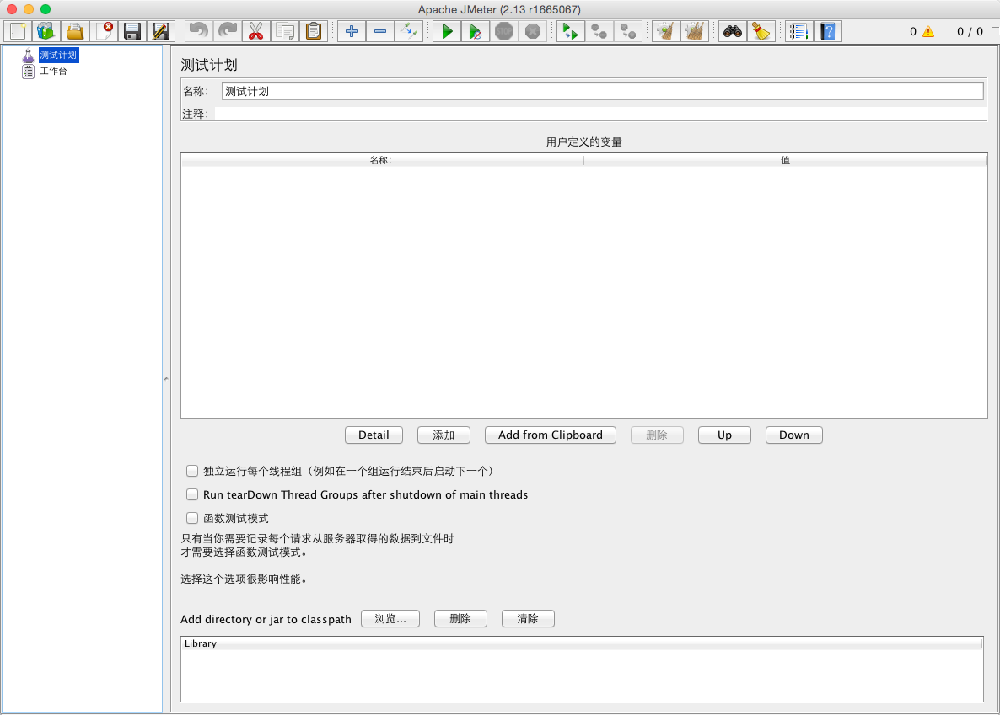 Apache JMeter (2.13 r1665067)
STOP
0
0 / 0
测试计划
工作台
测试计划
名称： 测试计划
注释：
用户定义的变量
名称: 值
Detail 添加 Add from Clipboard 删除 Up Down
独立运行每个线程组（例如在一个组运行结束后启动下一个）
Run tearDown Thread Groups after shutdown of main threads
函数测试模式
只有当你需要记录每个请求从服务器取得的数据到文件时
才需要选择函数测试模式。
选择这个选项很影响性能。
Add directory or jar to classpath 浏览... 删除 清除
Library